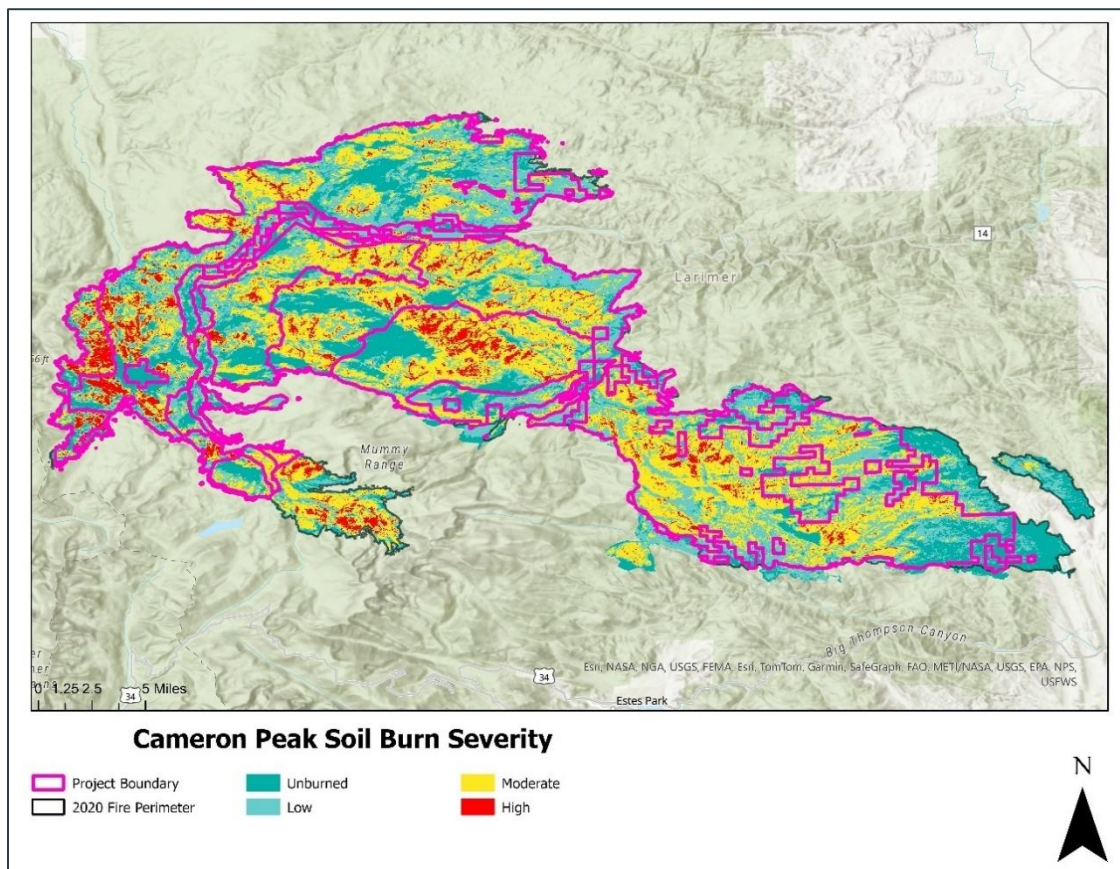 14
Larimer
56 ft
Mummy
Range
Big Thompson Canyon
Esri, NASA, NGA, USGS, FEMA, Esri, TomTom, Garmin, SafeGraph, FAO, METI/NASA, USGS, EPA, NPS,
USFWS
0 1.25 2.5 5 Miles
34
34
Estes Park
Cameron Peak Soil Burn Severity
Project Boundary
Unburned
Moderate
2020 Fire Perimeter
Low
High
N